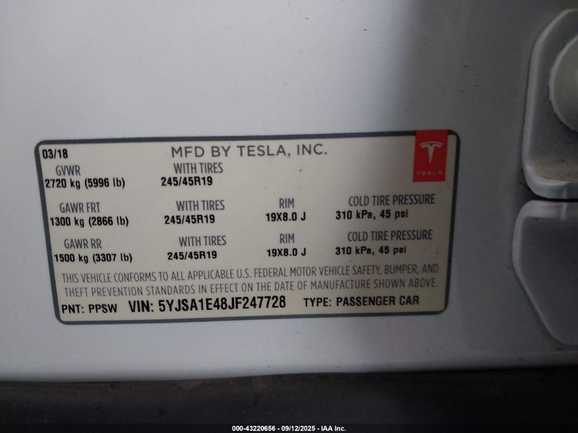 03/18 MFD BY TESLA, INC.
TESLA
GVWR WITH TIRES
2720 kg (5996 lb) 245/45R19
GAWR FRT WITH TIRES RIM COLD TIRE PRESSURE
1300 kg (2866 lb) 245/45R19 19X8.0 J 310 kPa, 45 psi
GAWR RR WITH TIRES RIM COLD TIRE PRESSURE
1500 kg (3307 lb) 245/45R19 19X8.0 J 310 kPa, 45 psi
THIS VEHICLE CONFORMS TO ALL APPLICABLE U.S. FEDERAL MOTOR VEHICLE SAFETY, BUMPER, AND
THEFT PREVENTION STANDARDS IN EFFECT ON THE DATE OF MANUFACTURE SHOWN ABOVE.
PNT: PPSW VIN: 5YJSA1E48JF247728 TYPE: PASSENGER CAR
000-43220656 - 09/12/2025 - IAA Inc.